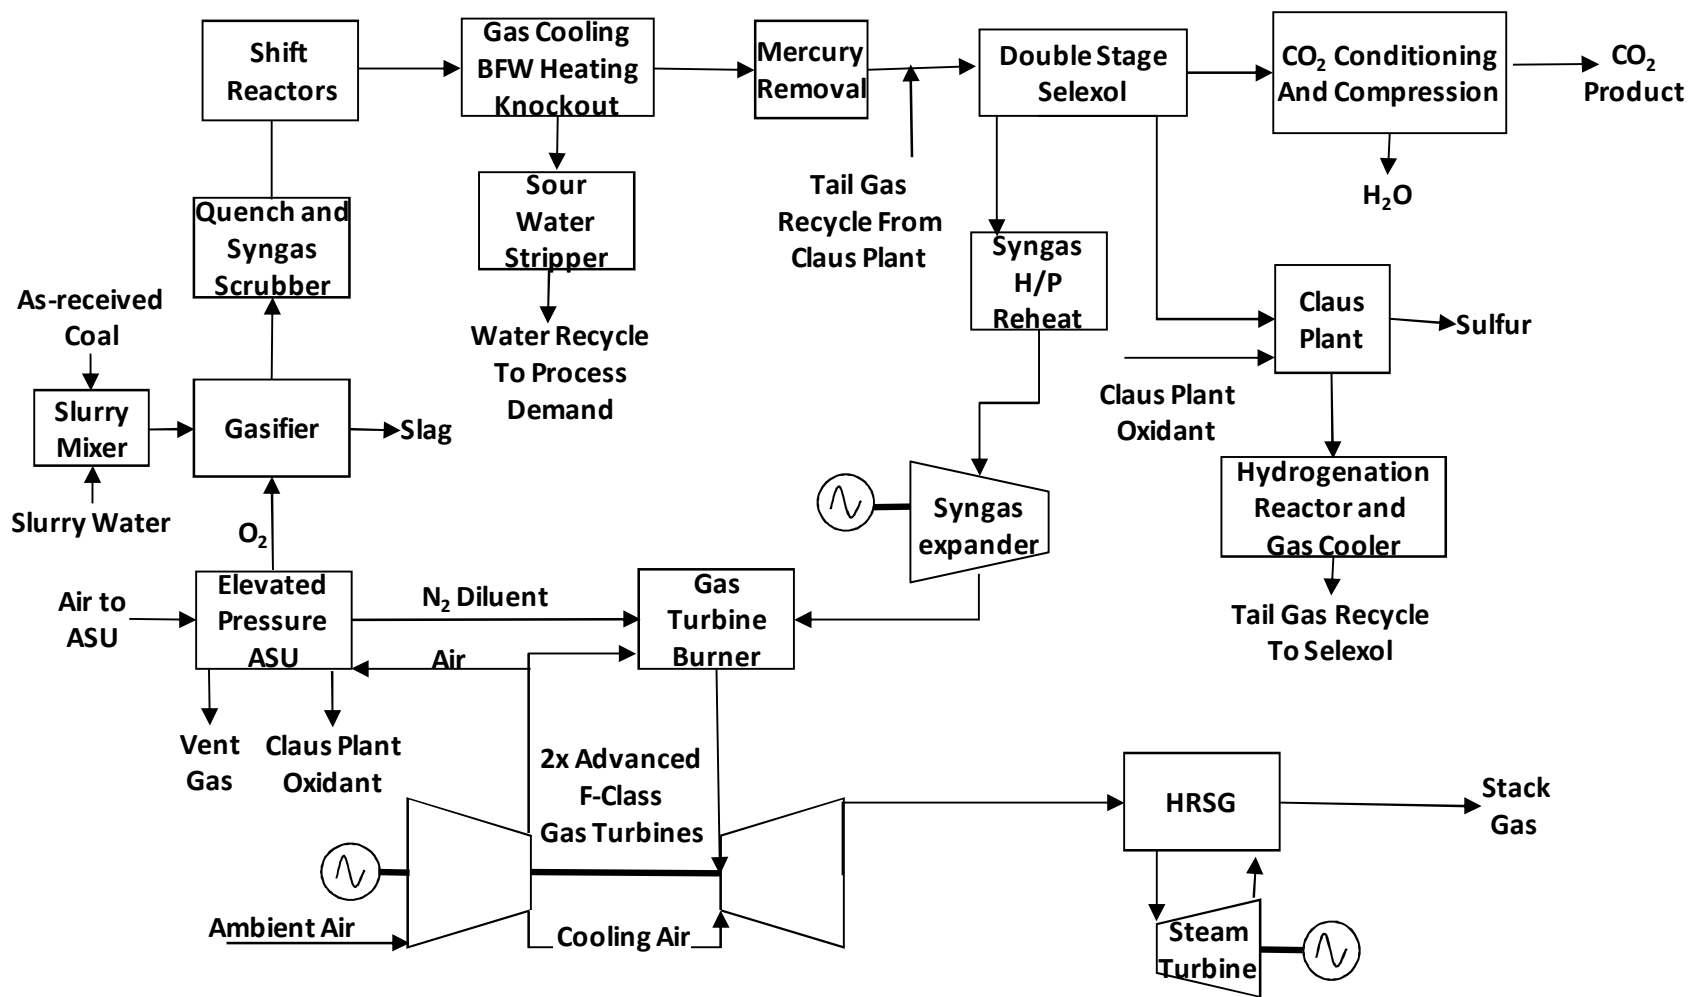 Shift
Reactors
Gas Cooling
BFW Heating
Knockout
Mercury
Removal
Double Stage
Selexol
CO₂ Conditioning
And Compression
CO₂
Product
H₂O
Quench and
Syngas
Scrubber
Sour
Water
Stripper
Tail Gas
Recycle From
Claus Plant
Syngas
H/P
Reheat
Claus
Plant
Sulfur
As-received
Coal
Water Recycle
To Process
Demand
Claus Plant
Oxidant
Slurry
Mixer
Gasifier
Slag
Slurry Water
O₂
Syngas
expander
Hydrogenation
Reactor and
Gas Cooler
Air to
ASU
Elevated
Pressure
ASU
N₂ Diluent
Air
Gas
Turbine
Burner
Tail Gas Recycle
To Selexol
Vent
Gas
Claus Plant
Oxidant
2x Advanced
F-Class
Gas Turbines
HRSG
Stack
Gas
Ambient Air
Cooling Air
Steam
Turbine